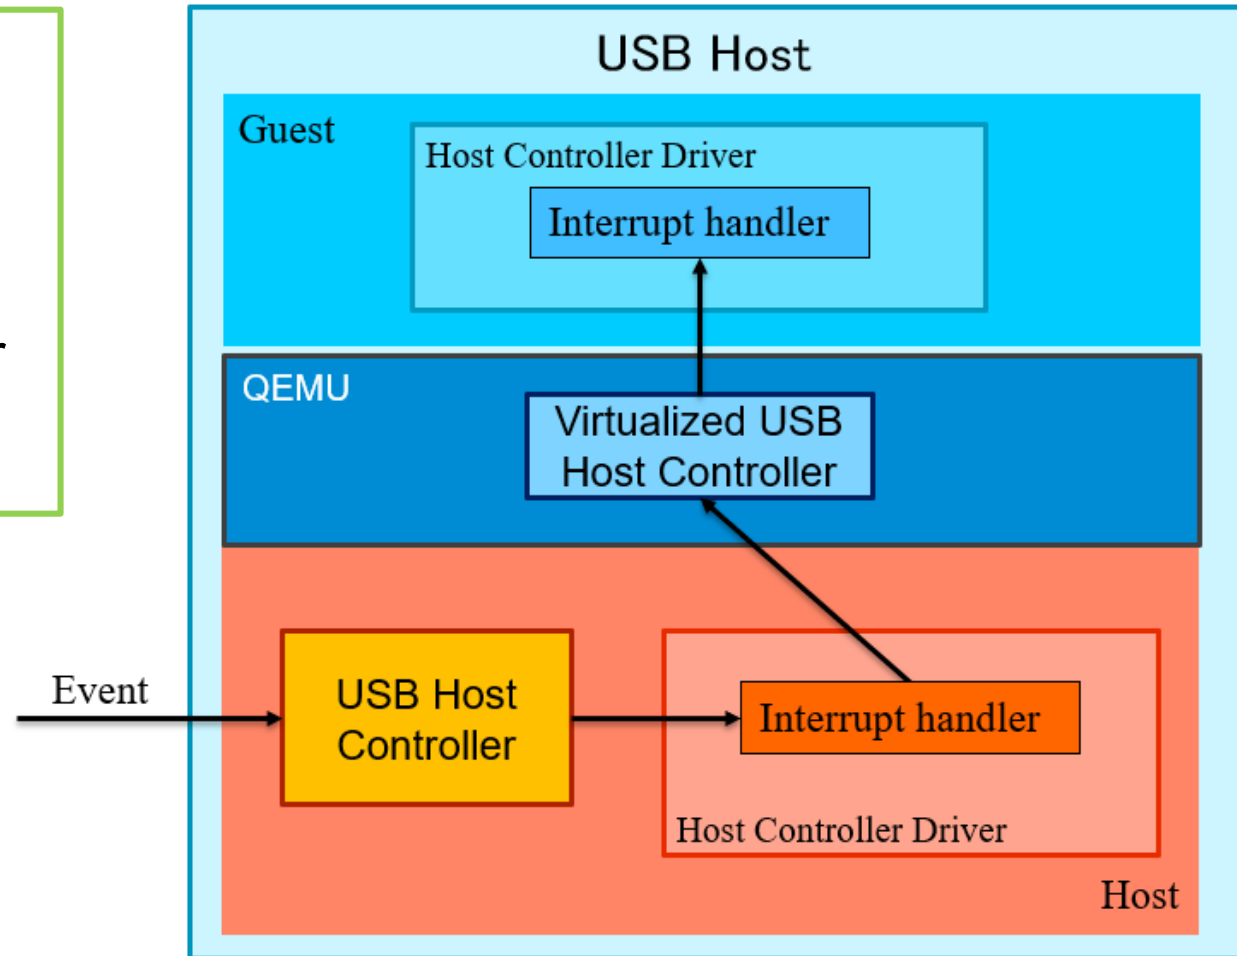 USB Host
Guest
Host Controller Driver
Interrupt handler
QEMU
Virtualized USB
Host Controller
Event
USB Host
Controller
Interrupt handler
Host Controller Driver
Host